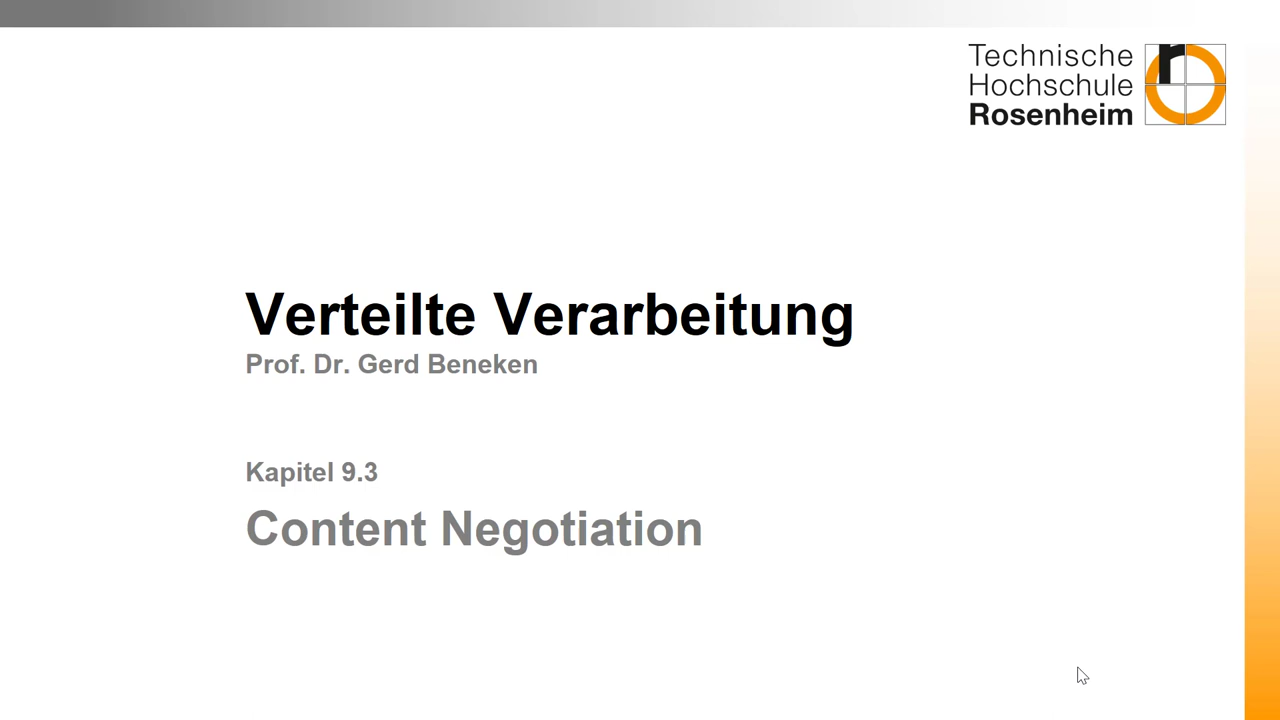 Technische
Hochschule
Rosenheim
Verteilte Verarbeitung
Prof. Dr. Gerd Beneken
Kapitel 9.3
Content Negotiation